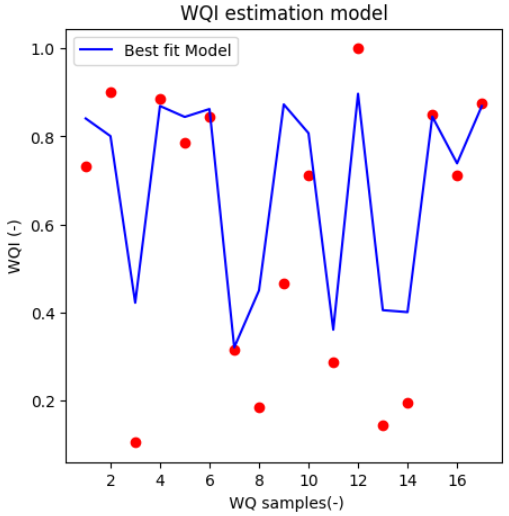 WQI estimation model
Best fit Model
1.0
0.8
0.6
0.4
0.2
WQI (-)
2 4 6 8 10 12 14 16
WQ samples(-)